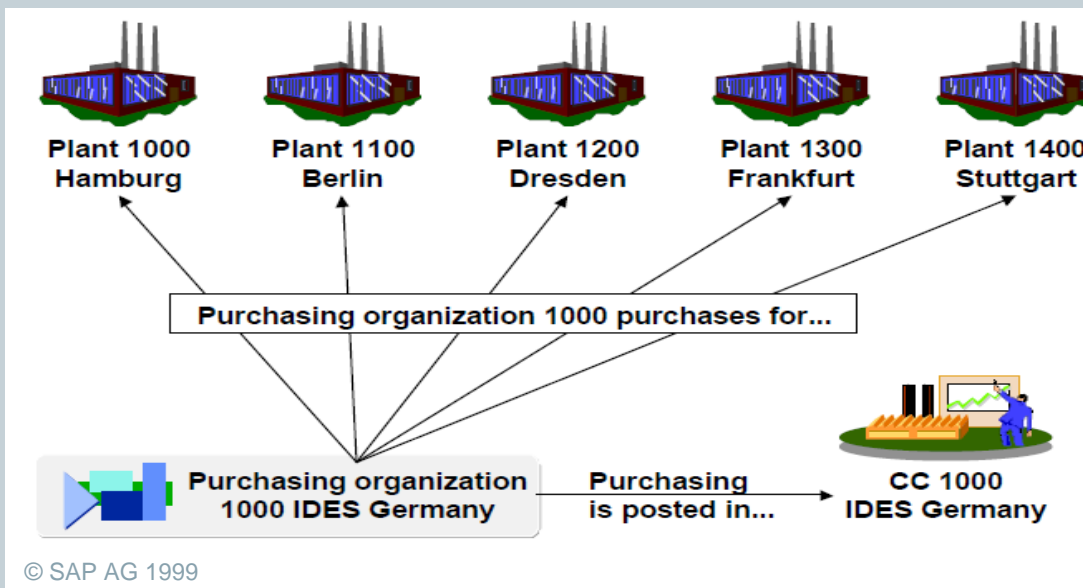 Plant 1000
Hamburg
Plant 1100
Berlin
Plant 1200
Dresden
Plant 1300
Frankfurt
Plant 1400
Stuttgart
Purchasing organization 1000 purchases for...
Purchasing organization
1000 IDES Germany
Purchasing
is posted in...
CC 1000
IDES Germany
© SAP AG 1999